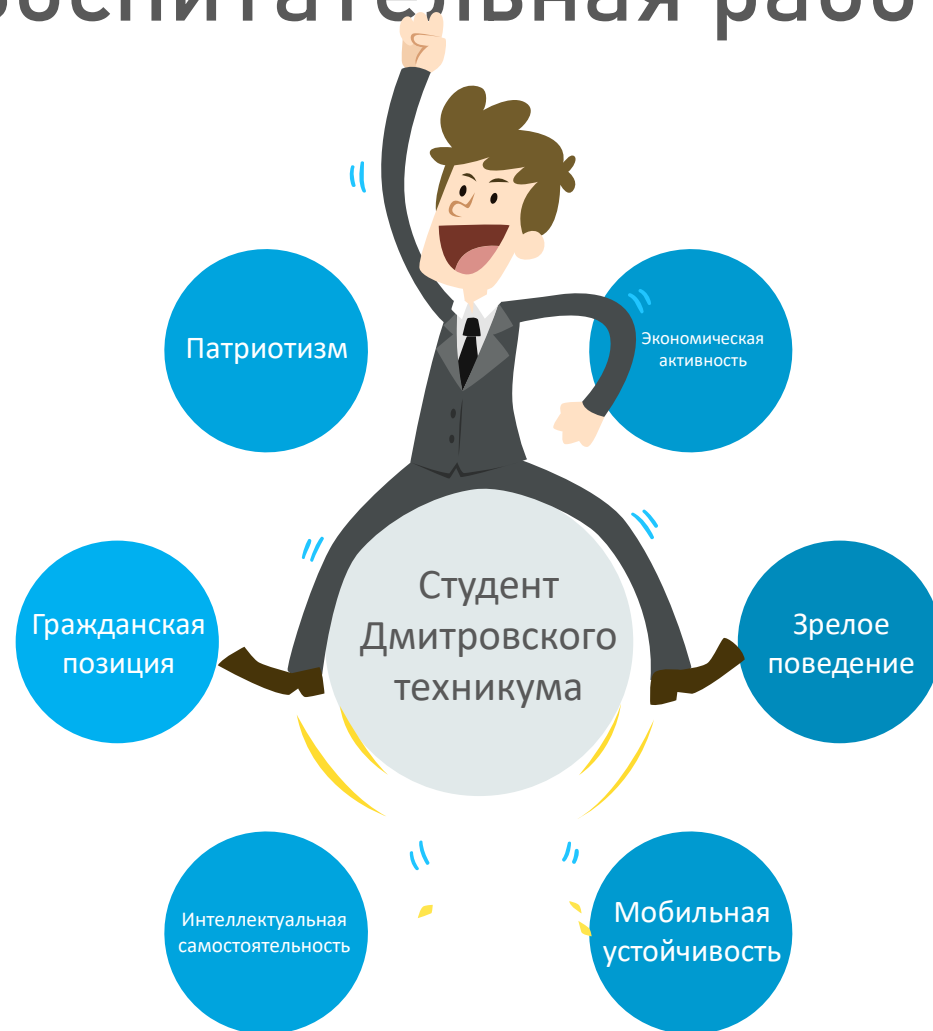 Патриотизм
Экономическая
активность
Студент
Дмитровского
техникума
Гражданская
позиция
Зрелое
поведение
Интеллектуальная
самостоятельность
Мобильная
устойчивость